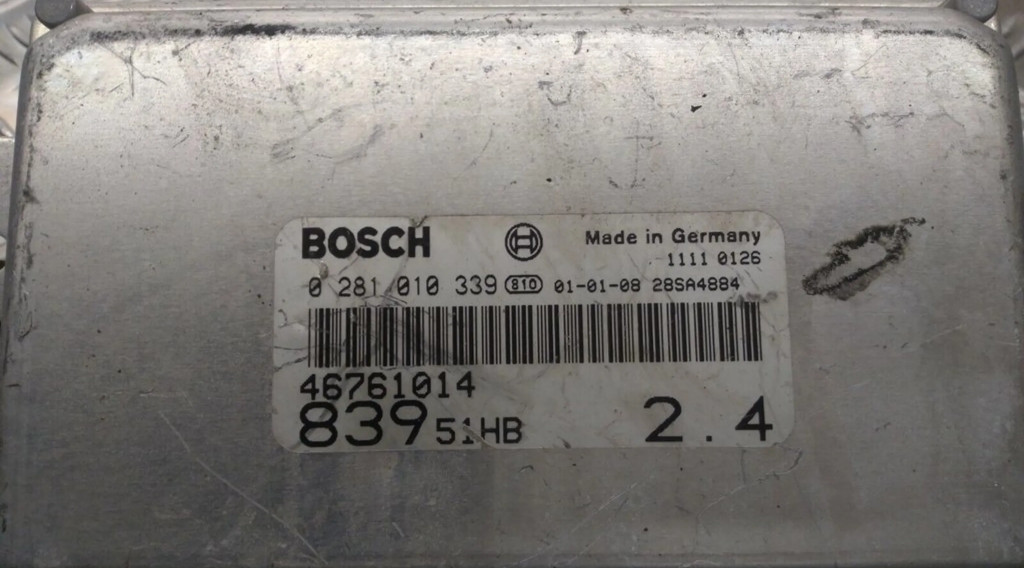 BOSCH Made in Germany
1111 0126
0 281 010 339 810 01-01-08 28SA4884
46761014
839 51HB 2.4